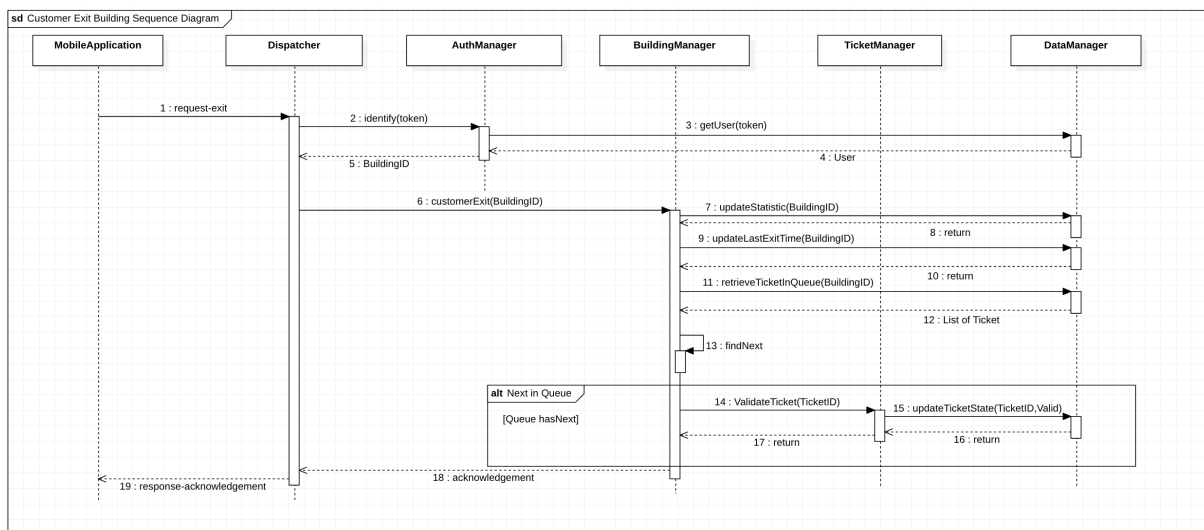 sd Customer Exit Building Sequence Diagram
MobileApplication
Dispatcher
AuthManager
BuildingManager
TicketManager
DataManager
1 : request-exit
2 : identify(token)
3 : getUser(token)
4 : User
5 : BuildingID
6 : customerExit(BuildingID)
7 : updateStatistic(BuildingID)
8 : return
9 : updateLastExitTime(BuildingID)
10 : return
11 : retrieveTicketInQueue(BuildingID)
12 : List of Ticket
13 : findNext
alt Next in Queue
[Queue hasNext]
14 : ValidateTicket(TicketID)
15 : updateTicketState(TicketID,Valid)
16 : return
17 : return
18 : acknowledgement
19 : response-acknowledgement